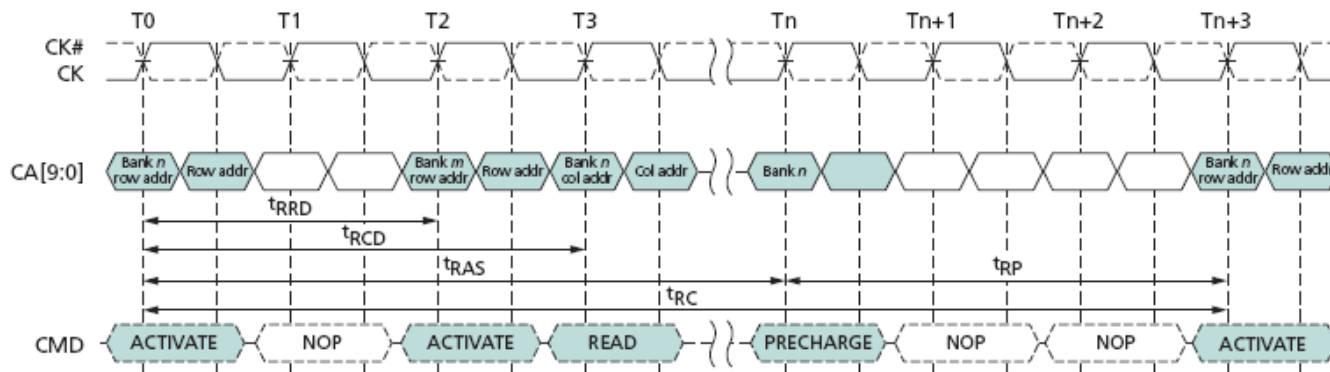 T0 T1 T2 T3 Tn Tn+1 Tn+2 Tn+3
CK#
CK
CA[9:0]
Bank n
row addr
Row addr
Bank m
row addr
Row addr
Bank n
col addr
Col addr
Bank n
Bank n
row addr
Row addr
tRRD
tRCD
tRAS tRP
tRC
CMD ACTIVATE NOP ACTIVATE READ PRECHARGE NOP NOP ACTIVATE